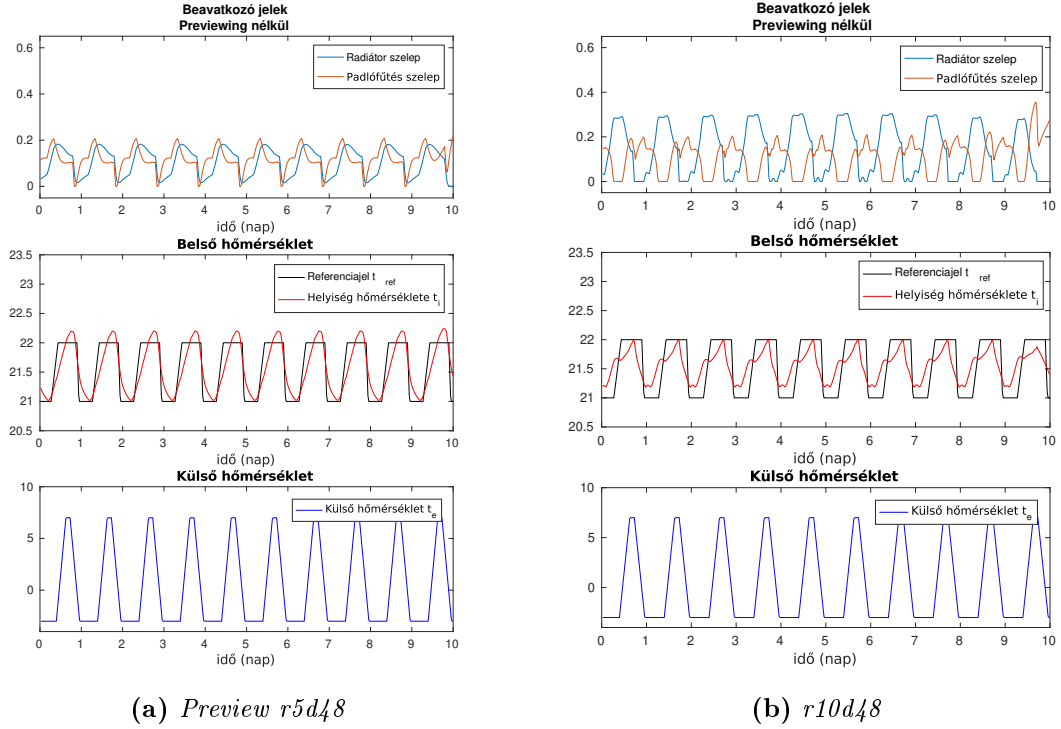 Beavatkozó jelek
Previewing nélkül
0.6
0.4
0.2
0
Radiátor szelep
Padlófűtés szelep
0 1 2 3 4 5 6 7 8 9 10
idő (nap)
Belső hőmérséklet
23.5
23
22.5
22
21.5
21
20.5
Referenciajel t ref
Helyiség hőmérséklete t i
0 1 2 3 4 5 6 7 8 9 10
idő (nap)
Külső hőmérséklet
10
5
0
Külső hőmérséklet t e
0 1 2 3 4 5 6 7 8 9 10
idő (nap)
(a) Preview r5d48
Beavatkozó jelek
Previewing nélkül
0.6
0.4
0.2
0
Radiátor szelep
Padlófűtés szelep
0 1 2 3 4 5 6 7 8 9 10
idő (nap)
Belső hőmérséklet
23.5
23
22.5
22
21.5
21
20.5
Referenciajel t ref
Helyiség hőmérséklete t i
0 1 2 3 4 5 6 7 8 9 10
idő (nap)
Külső hőmérséklet
10
5
0
Külső hőmérséklet t e
0 1 2 3 4 5 6 7 8 9 10
idő (nap)
(b) r10d48